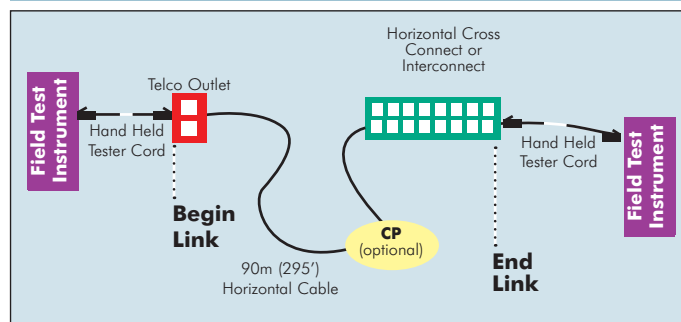 Horizontal Cross
Connect or
Interconnect
Telco Outlet
Field Test
Instrument
Hand Held
Tester Cord
Hand Held
Tester Cord
Field Test
Instrument
Begin
Link
CP
(optional)
90m (295')
Horizontal Cable
End
Link